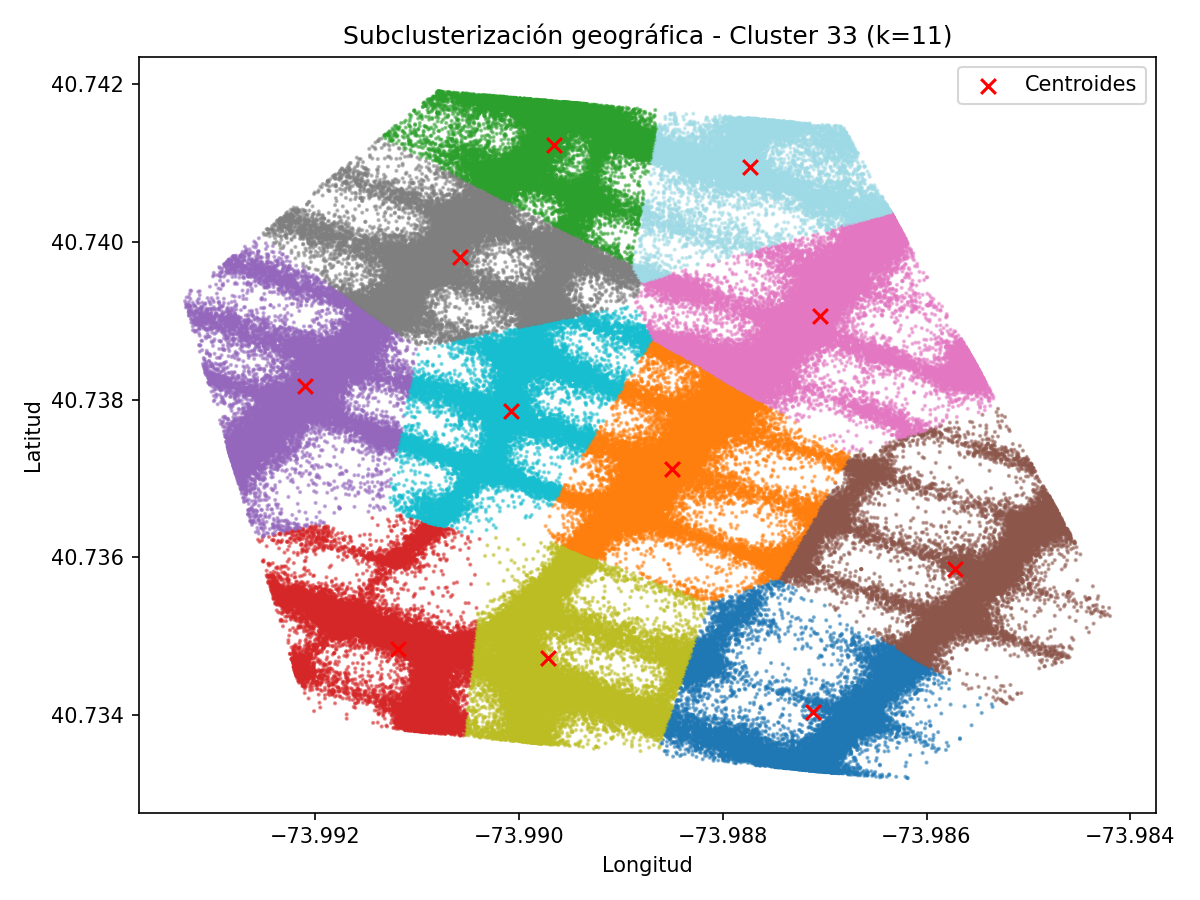 Subclusterización geográfica - Cluster 33 (k=11)
Centroides
40.742
40.740
40.738
40.736
40.734
Latitud
−73.992
−73.990
−73.988
−73.986
−73.984
Longitud